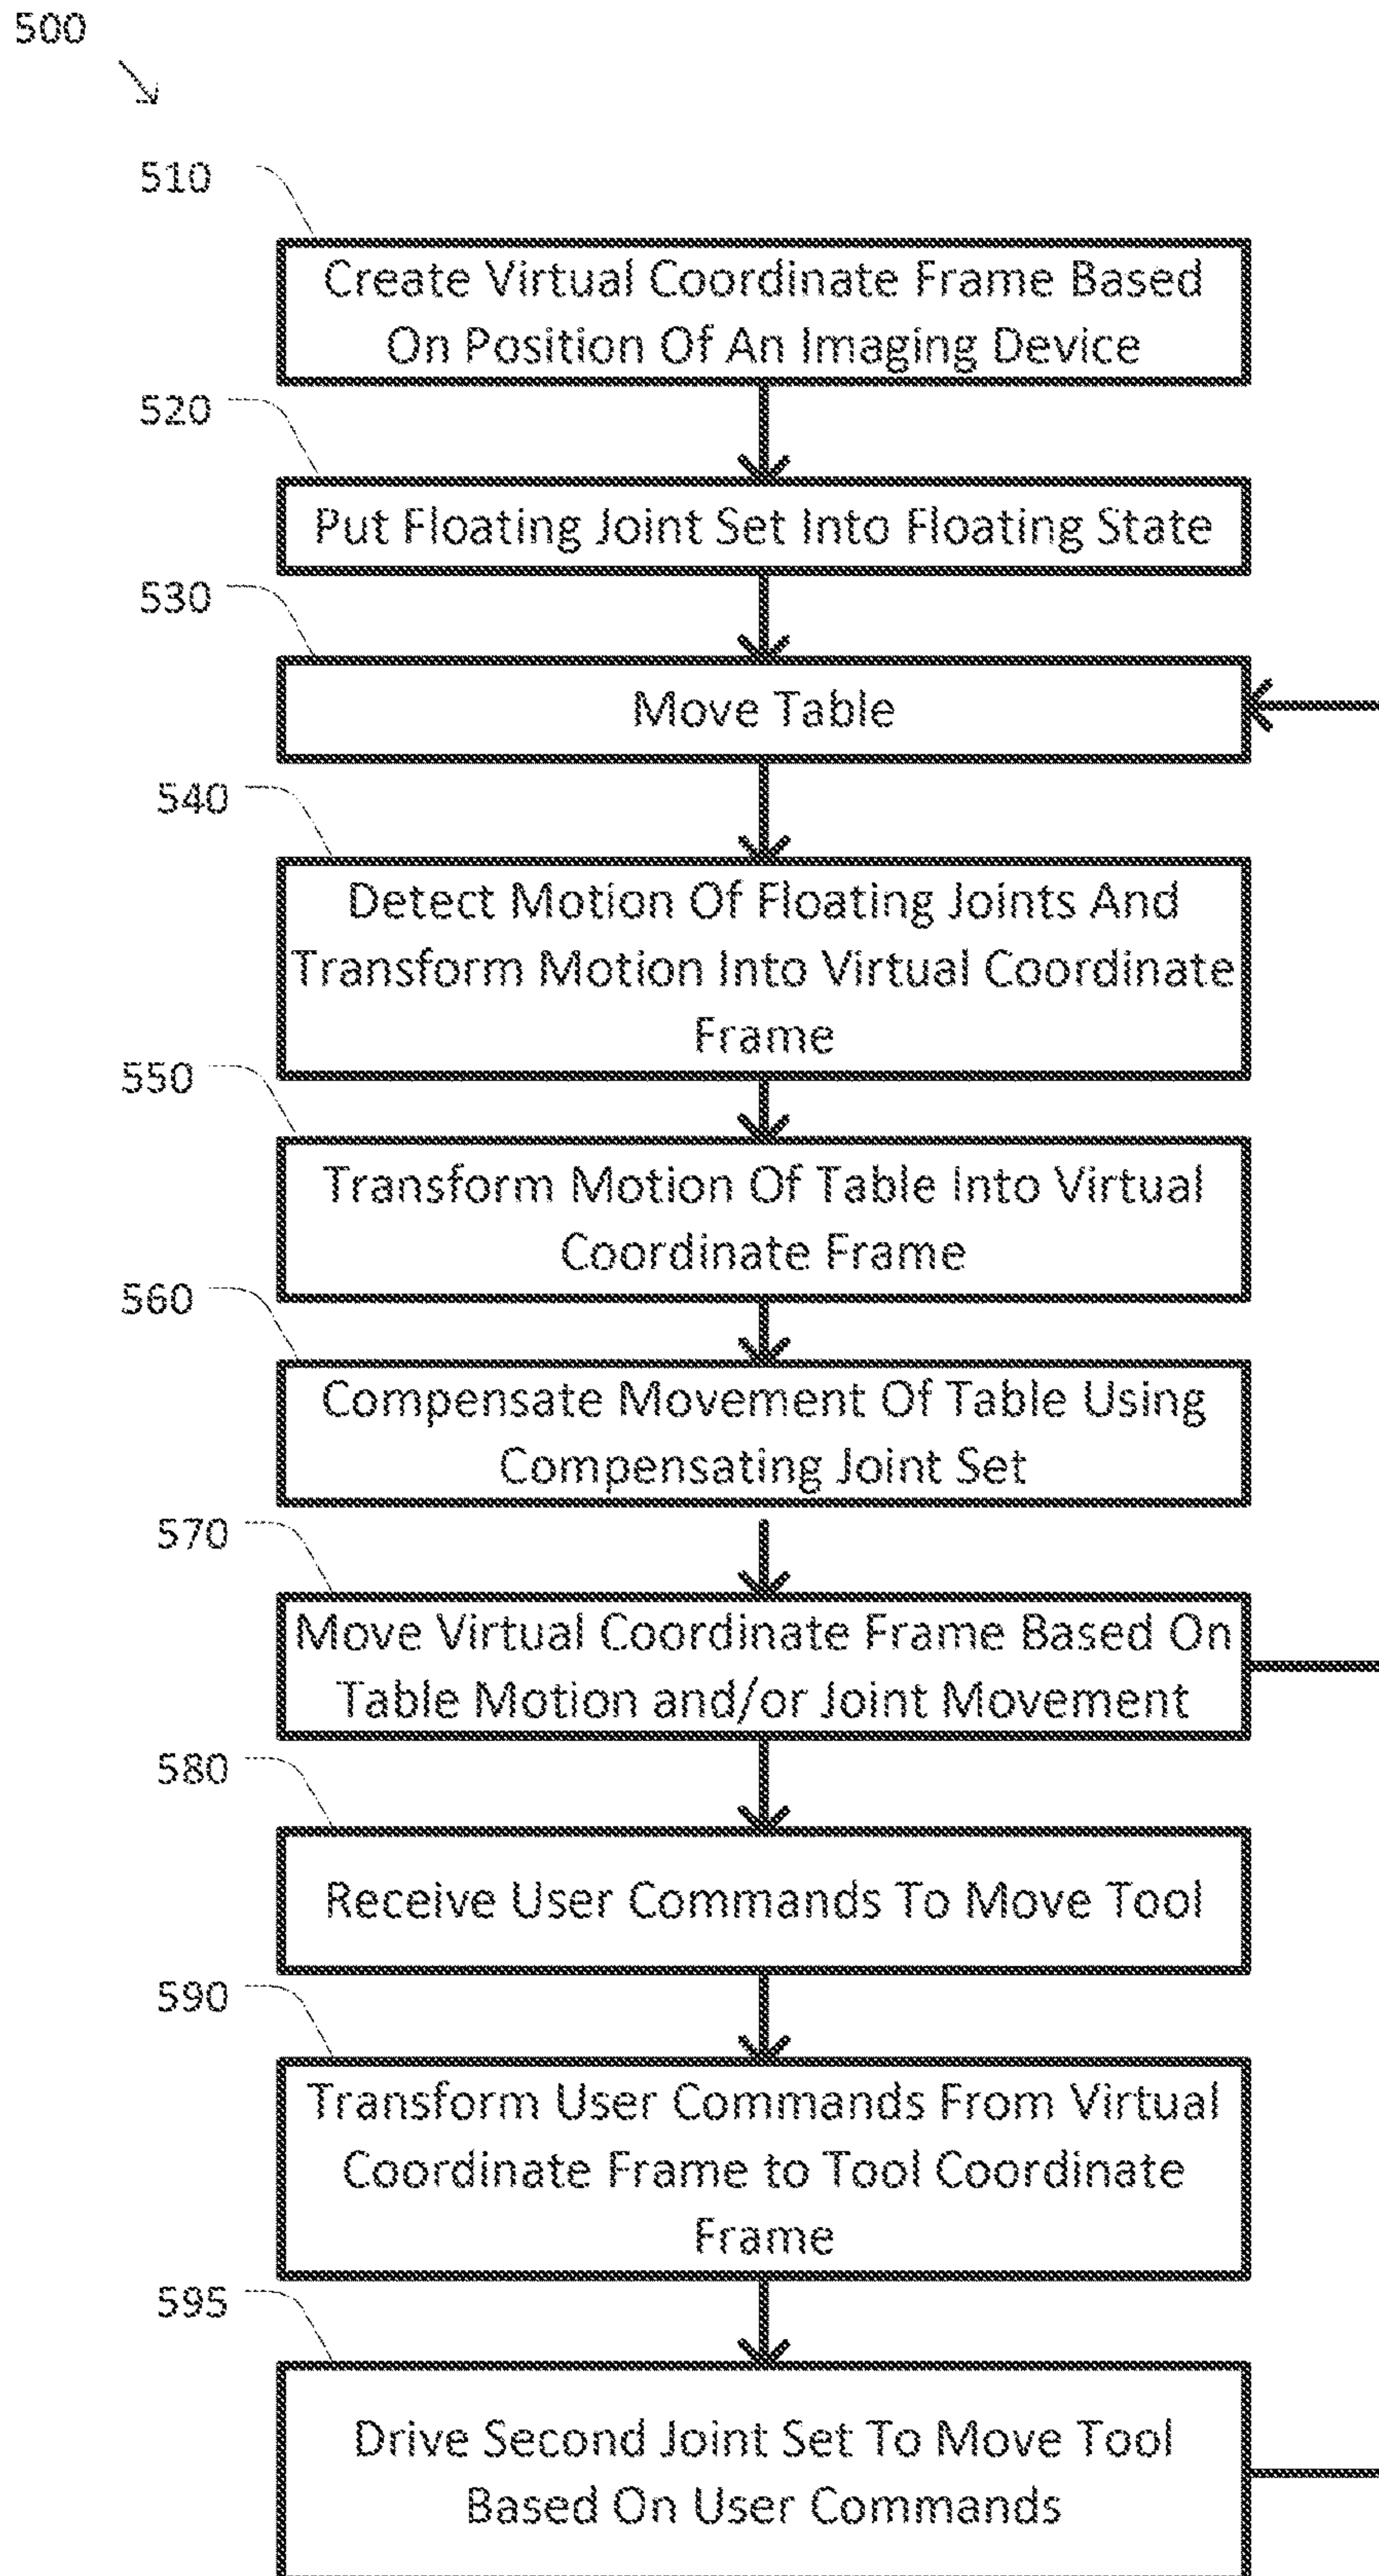 500
510
Create Virtual Coordinate Frame Based
On Position Of An Imaging Device
520
Put Floating Joint Set Into Floating State
530
Move Table
540
Detect Motion Of Floating Joints And
Transform Motion Into Virtual Coordinate
Frame
550
Transform Motion Of Table Into Virtual
Coordinate Frame
560
Compensate Movement Of Table Using
Compensating Joint Set
570
Move Virtual Coordinate Frame Based On
Table Motion and/or Joint Movement
580
Receive User Commands To Move Tool
590
Transform User Commands From Virtual
Coordinate Frame to Tool Coordinate
Frame
595
Drive Second Joint Set To Move Tool
Based On User Commands